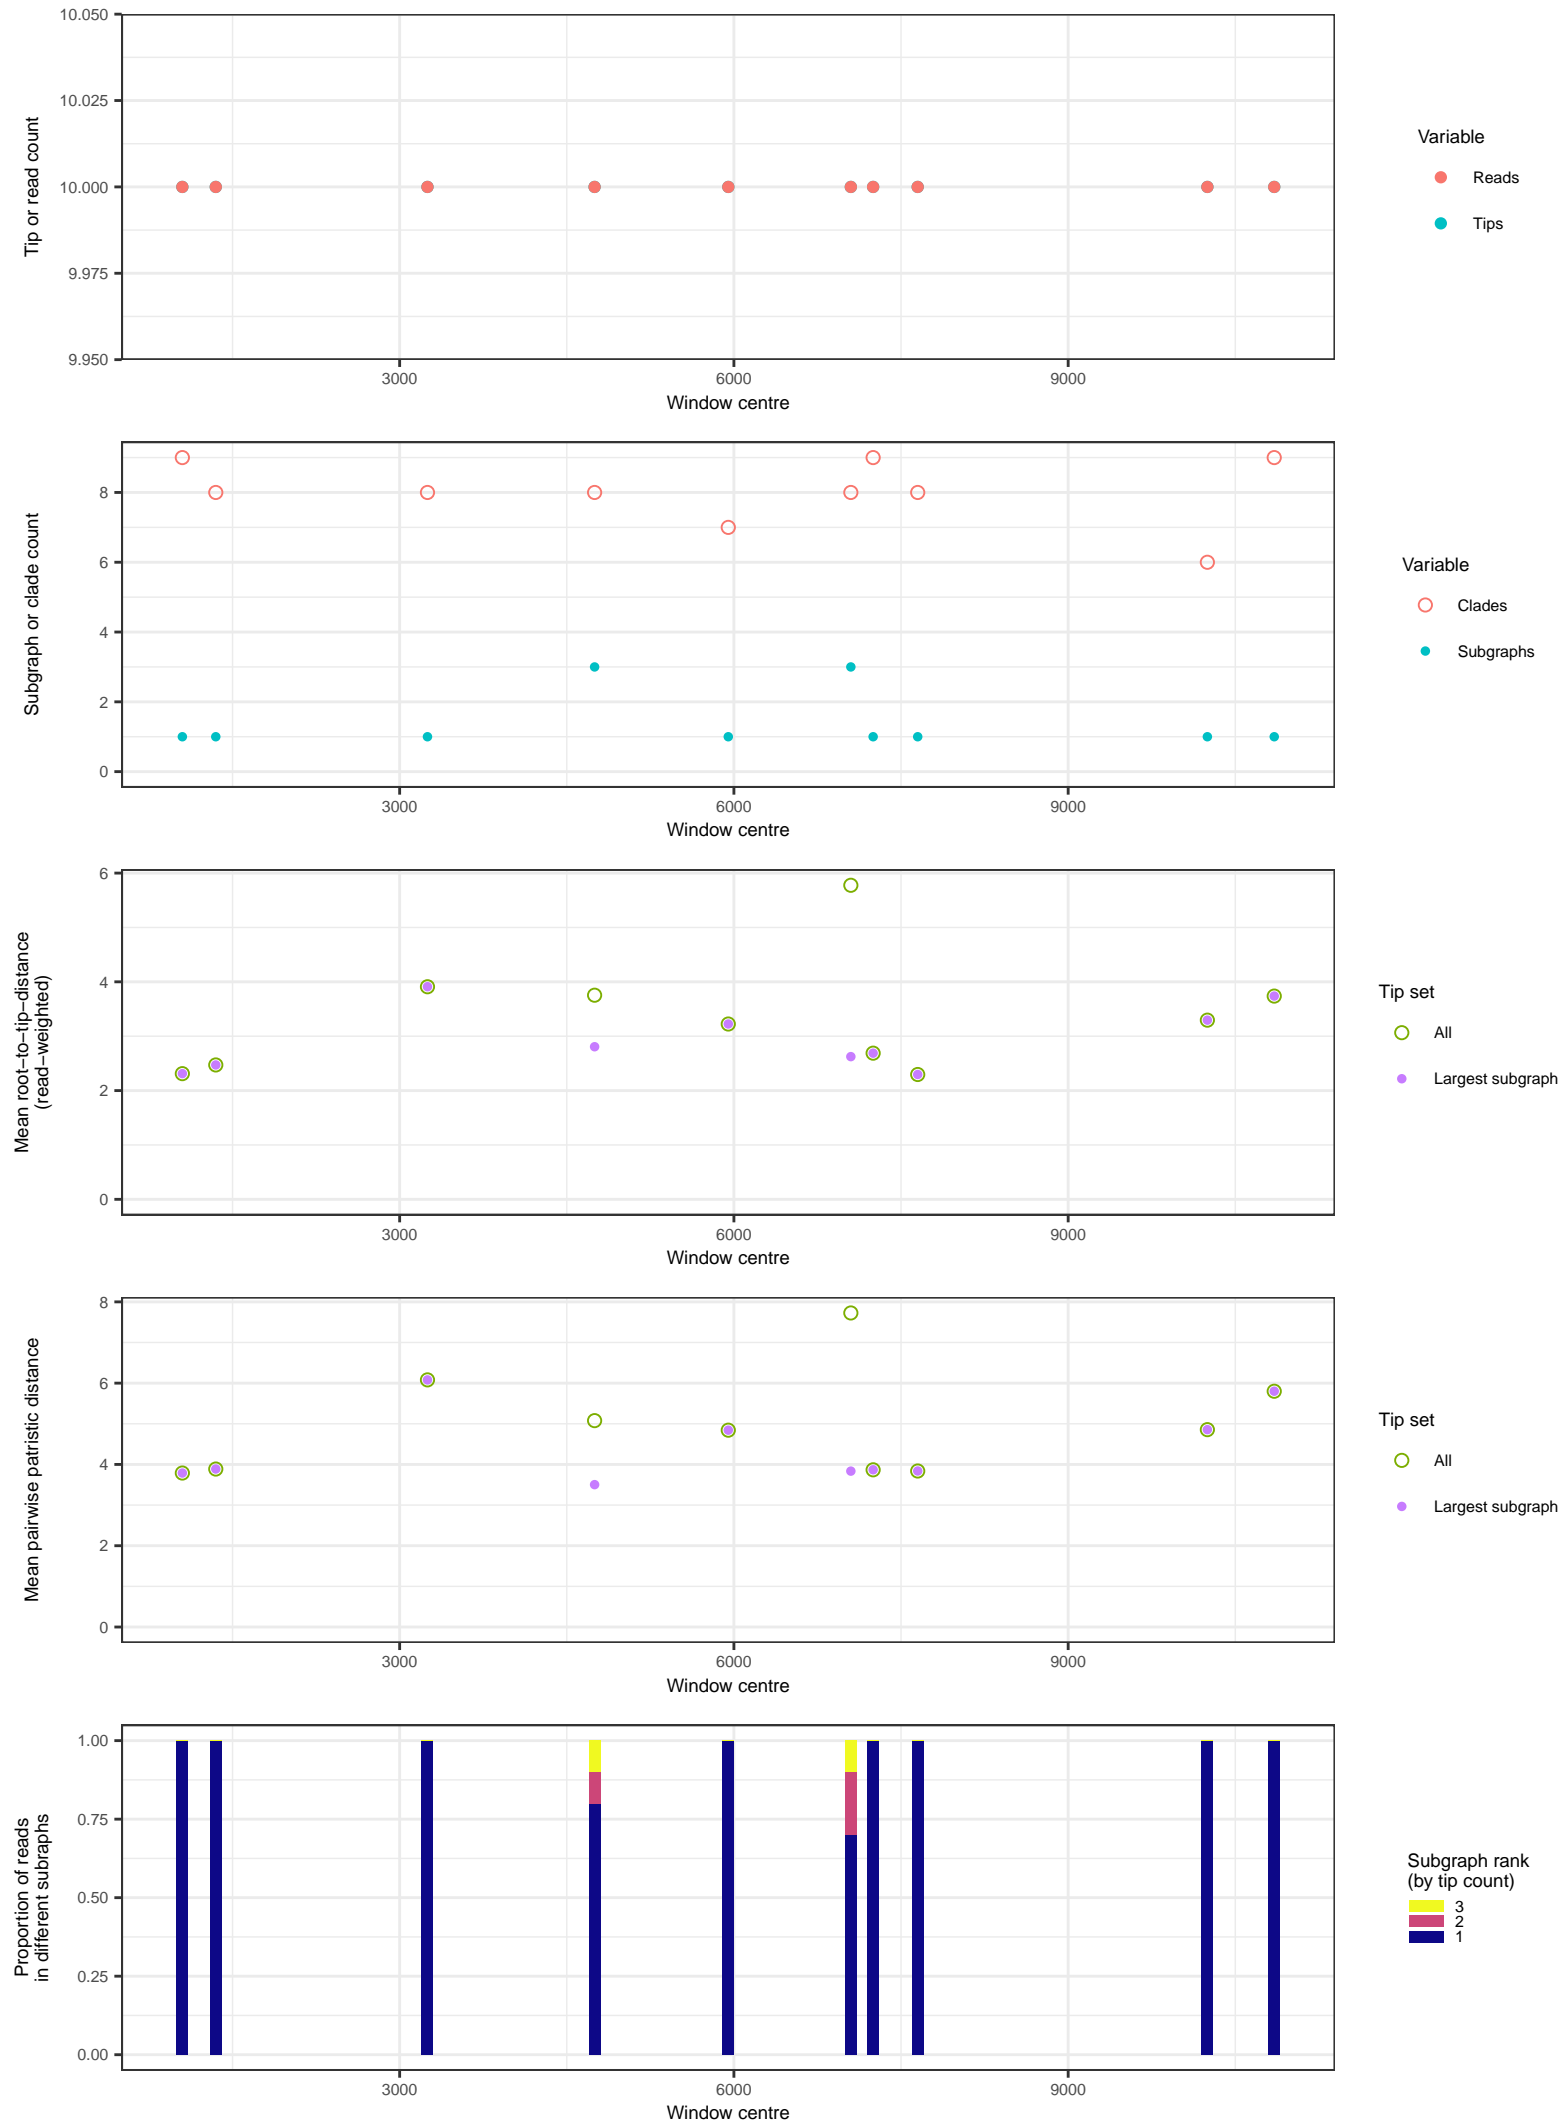 10.050
10.025
10.000
9.975
9.950
Tip or read count
3000
6000
9000
Window centre
Variable
Reads
Tips
8
6
4
2
0
Subgraph or clade count
3000
6000
9000
Window centre
Variable
Clades
Subgraphs
6
4
2
0
Mean root−to−tip−distance
(read−weighted)
3000
6000
9000
Window centre
Tip set
All
Largest subgraph
8
6
4
2
0
Mean pairwise patristic distance
3000
6000
9000
Window centre
Tip set
All
Largest subgraph
1.00
0.75
0.50
0.25
0.00
Proportion of reads
in different subraphs
3000
6000
9000
Window centre
Subgraph rank
(by tip count)
3
2
1